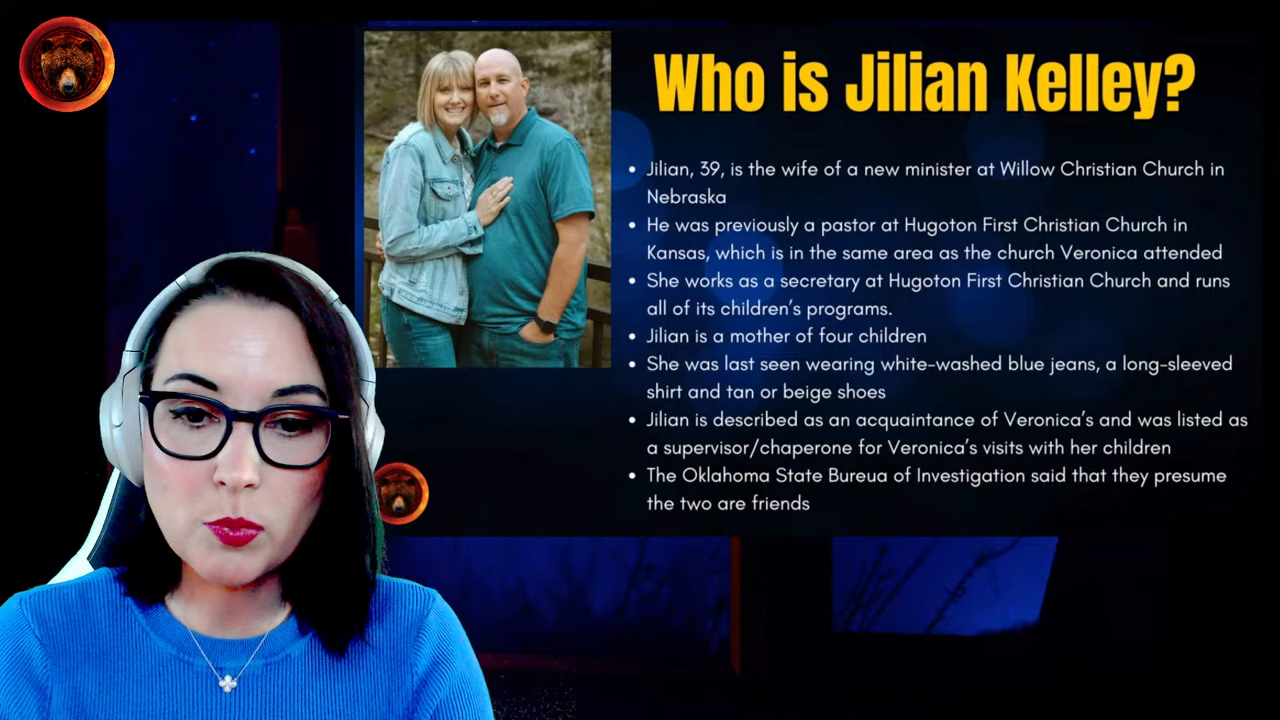 Who is Jilian Kelley?
• Jilian, 39, is the wife of a new minister at Willow Christian Church in
Nebraska
• He was previously a pastor at Hugoton First Christian Church in
Kansas, which is in the same area as the church Veronica attended
• She works as a secretary at Hugoton First Christian Church and runs
all of its children's programs.
• Jilian is a mother of four children
• She was last seen wearing white-washed blue jeans, a long-sleeved
shirt and tan or beige shoes
• Jilian is described as an acquaintance of Veronica's and was listed as
a supervisor/chaperone for Veronica's visits with her children
• The Oklahoma State Bureua of Investigation said that they presume
the two are friends